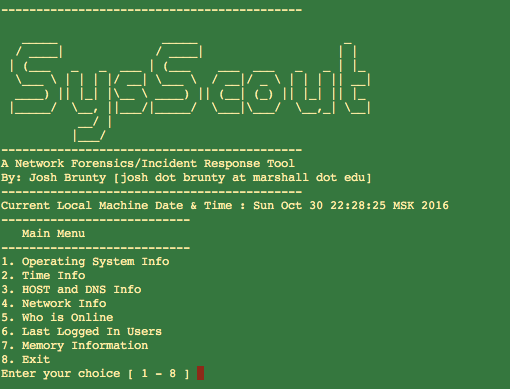 -------------------------------------------
SysScout
-------------------------------------------
A Network Forensics/Incident Response Tool
By: Josh Brunty [josh dot brunty at marshall dot edu]
-------------------------------------------
Current Local Machine Date & Time : Sun Oct 30 22:28:25 MSK 2016
---------------------------
Main Menu
---------------------------
1. Operating System Info
2. Time Info
3. HOST and DNS Info
4. Network Info
5. Who is Online
6. Last Logged In Users
7. Memory Information
8. Exit
Enter your choice [ 1 - 8 ]